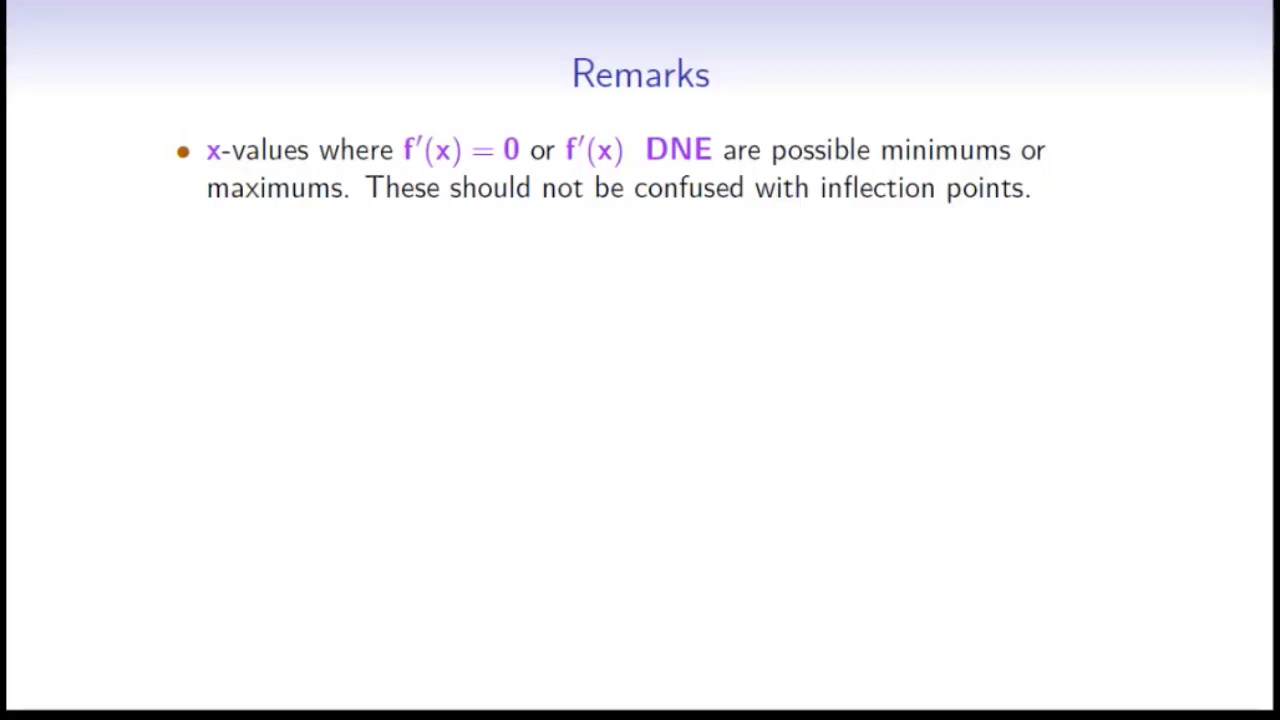 Remarks
• x-values where f′(x) = 0 or f′(x) DNE are possible minimums or
maximums. These should not be confused with inflection points.